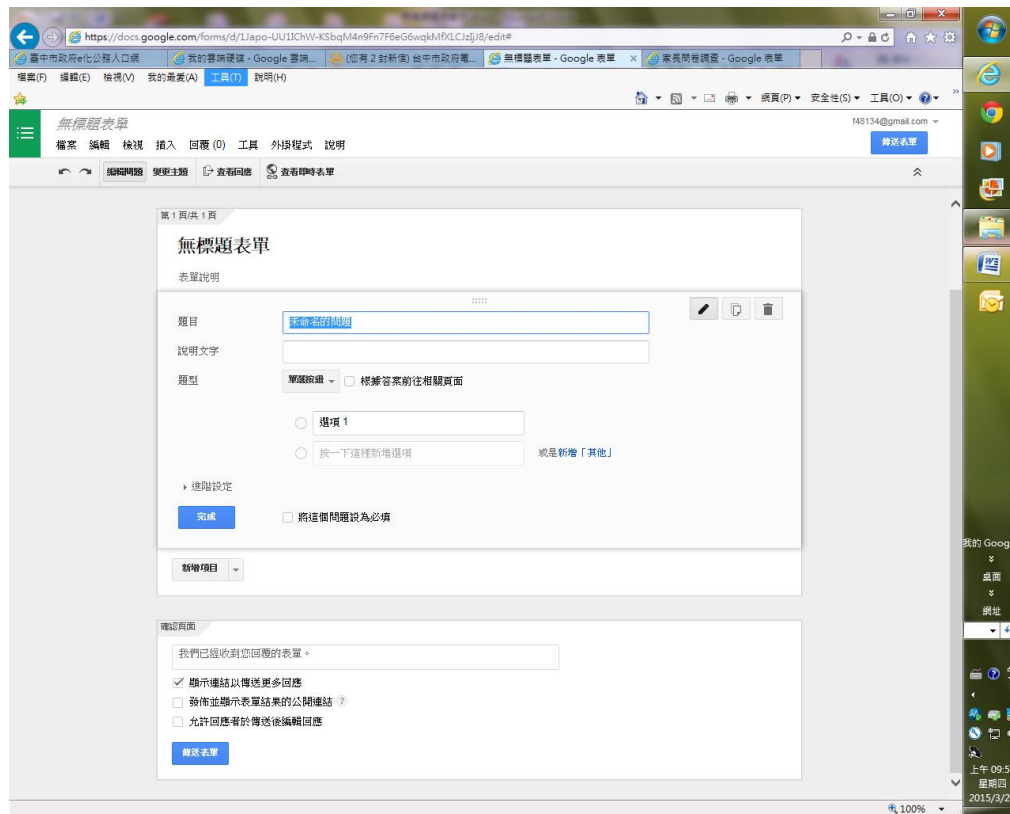 https://docs.google.com/forms/d/1Japo-UU1IChW-KSbqM4n9Fn7F6eG6wqkMfXLCJzIjJ8/edit#
臺中市政府e化公務人口網
我的雲端硬碟 - Google 雲端...
(您有 2 封新信) 台中市政府電...
無標題表單 - Google 表單
家長問卷調查 - Google 表單
檔案(F) 編輯(E) 檢視(V) 我的最愛(A) 工具(T) 說明(H)
網頁(P) 安全性(S) 工具(O)
無標題表單
f48134@gmail.com
檔案 編輯 檢視 插入 回覆 (0) 工具 外掛程式 說明
傳送表單
編輯問題 變更主題 查看回應 查看即時表單
第 1 頁/共 1 頁
無標題表單
表單說明
題目 未命名的問題
說明文字
題型 單選按鈕 根據答案前往相關頁面
選項 1
按一下這裡新增選項 或是新增「其他」
進階設定
完成 將這個問題設為必填
新增項目
我的 Goog
桌面
網址
確認頁面
我們已經收到您回覆的表單。
顯示連結以傳送更多回應
發佈並顯示表單結果的公開連結 ?
允許回應者於傳送後編輯回應
傳送表單
上午 09:5
星期四
2015/3/2
100%